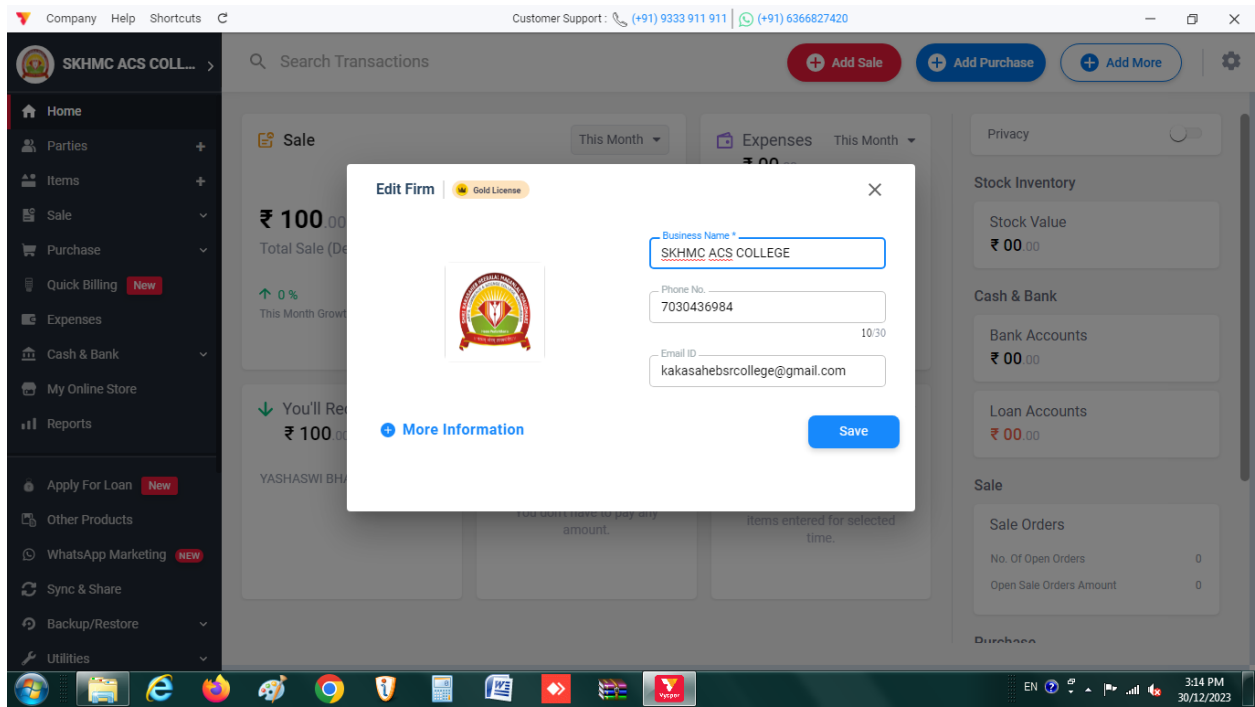 Company Help Shortcuts
Customer Support : (+91) 9333 911 911 | (+91) 6366827420
SKHMC ACS COLL...
Search Transactions
Add Sale
Add Purchase
Add More
Home
Parties
Items
Sale
Purchase
Quick Billing New
Expenses
Cash & Bank
My Online Store
Reports
Apply For Loan New
Other Products
WhatsApp Marketing NEW
Sync & Share
Backup/Restore
Utilities
Sale
This Month
₹ 100.00
Total Sale (De
0 %
This Month Growt
Expenses
This Month
₹ 00.00
Edit Firm
Gold License
Business Name *
SKHMC ACS COLLEGE
Phone No.
7030436984
10/30
Email ID
kakasahebsrcollege@gmail.com
More Information
Save
You'll Re
₹ 100.00
YASHASWI BHA
You don't have to pay any
amount.
items entered for selected
time.
Privacy
Stock Inventory
Stock Value
₹ 00.00
Cash & Bank
Bank Accounts
₹ 00.00
Loan Accounts
₹ 00.00
Sale
Sale Orders
No. Of Open Orders 0
Open Sale Orders Amount 0
Purchase
Vyapar
EN
3:14 PM
30/12/2023